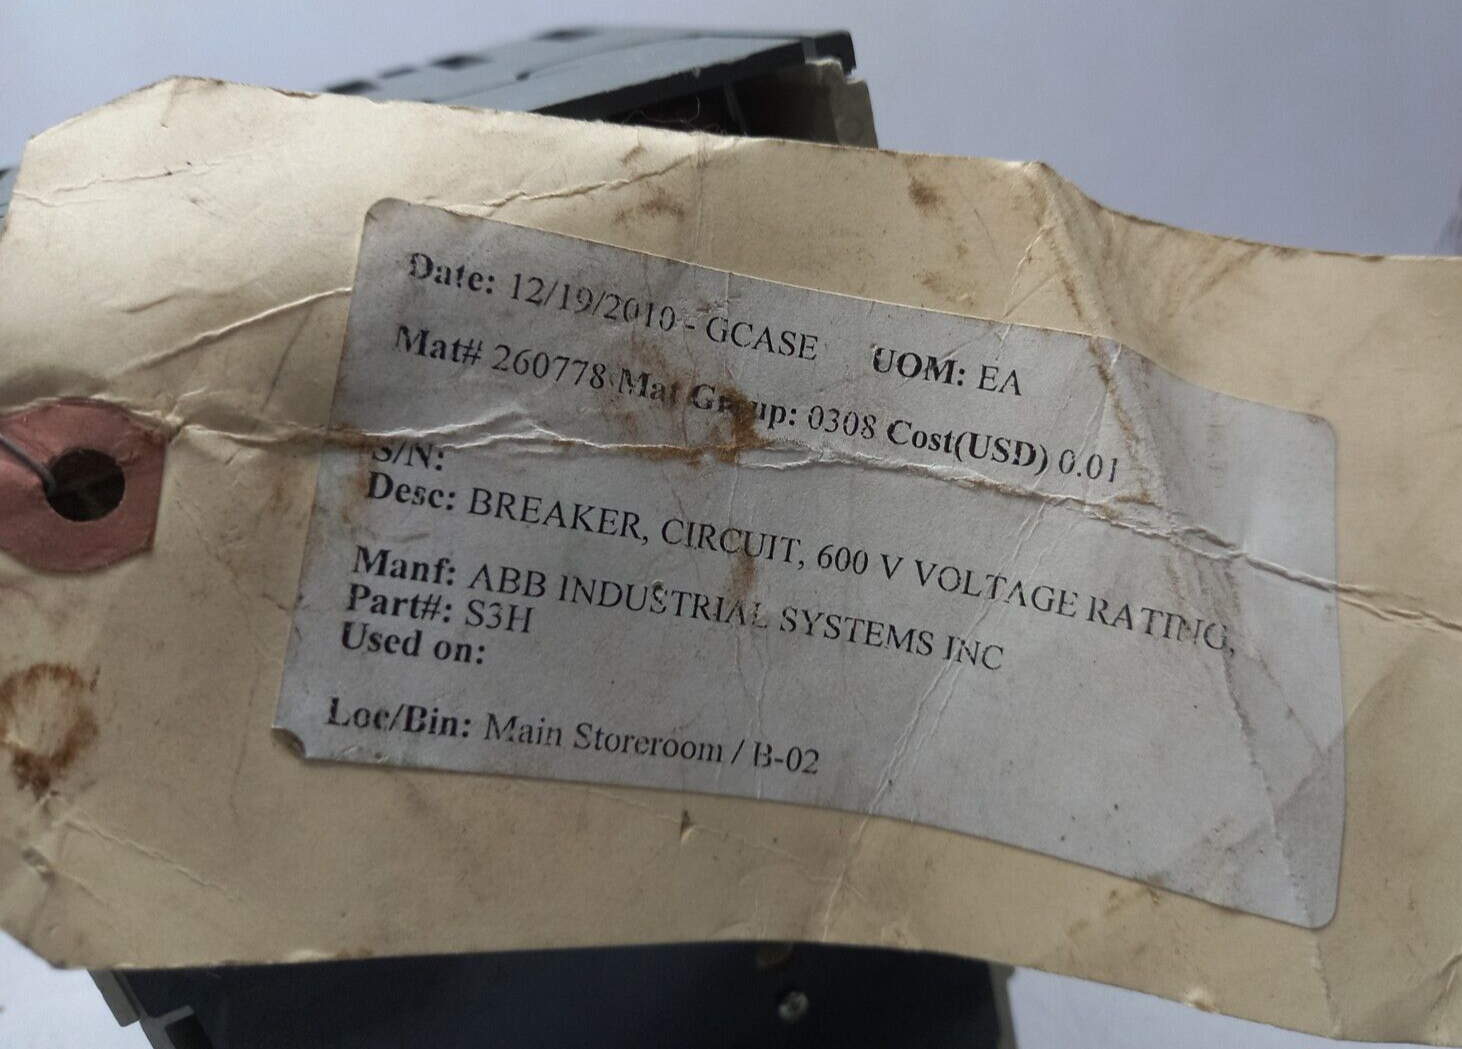 Date: 12/19/2010 - GCASE UOM: EA
Mat# 260778 Mat Group: 0308 Cost(USD) 0.01
S/N:
Desc: BREAKER, CIRCUIT, 600 V VOLTAGE RATING,
Manf: ABB INDUSTRIAL SYSTEMS INC
Part#: S3H
Used on:
Loc/Bin: Main Storeroom / B-02